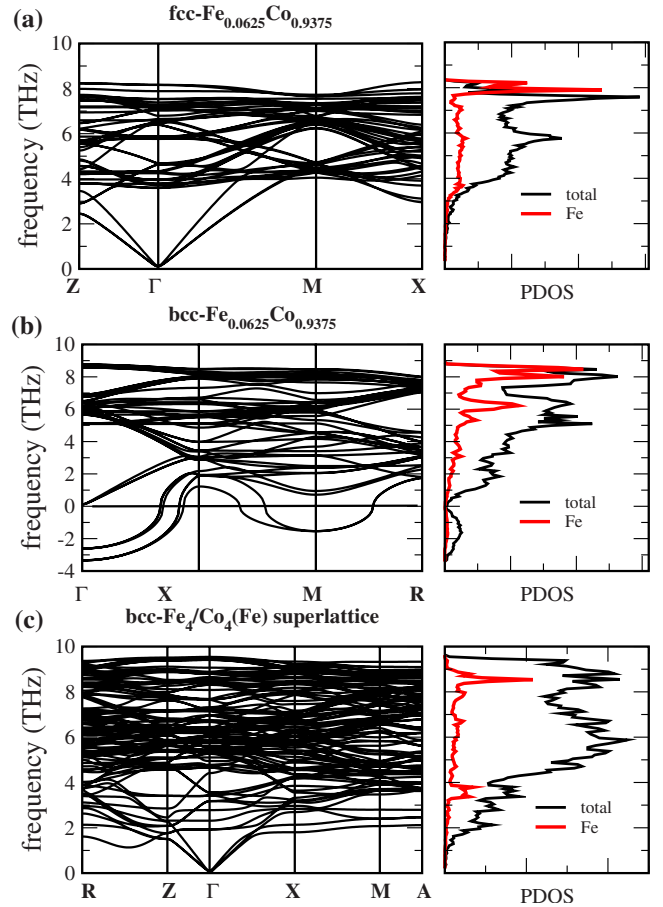 (a)
fcc-Fe0.0625Co0.9375
frequency (THz)
10
8
6
4
2
0
Z Γ M X
total
Fe
PDOS
(b)
bcc-Fe0.0625Co0.9375
frequency (THz)
10
8
6
4
2
0
-2
-4
Γ X M R
total
Fe
PDOS
(c)
bcc-Fe4/Co4(Fe) superlattice
frequency (THz)
10
8
6
4
2
0
R Z Γ X M A
total
Fe
PDOS